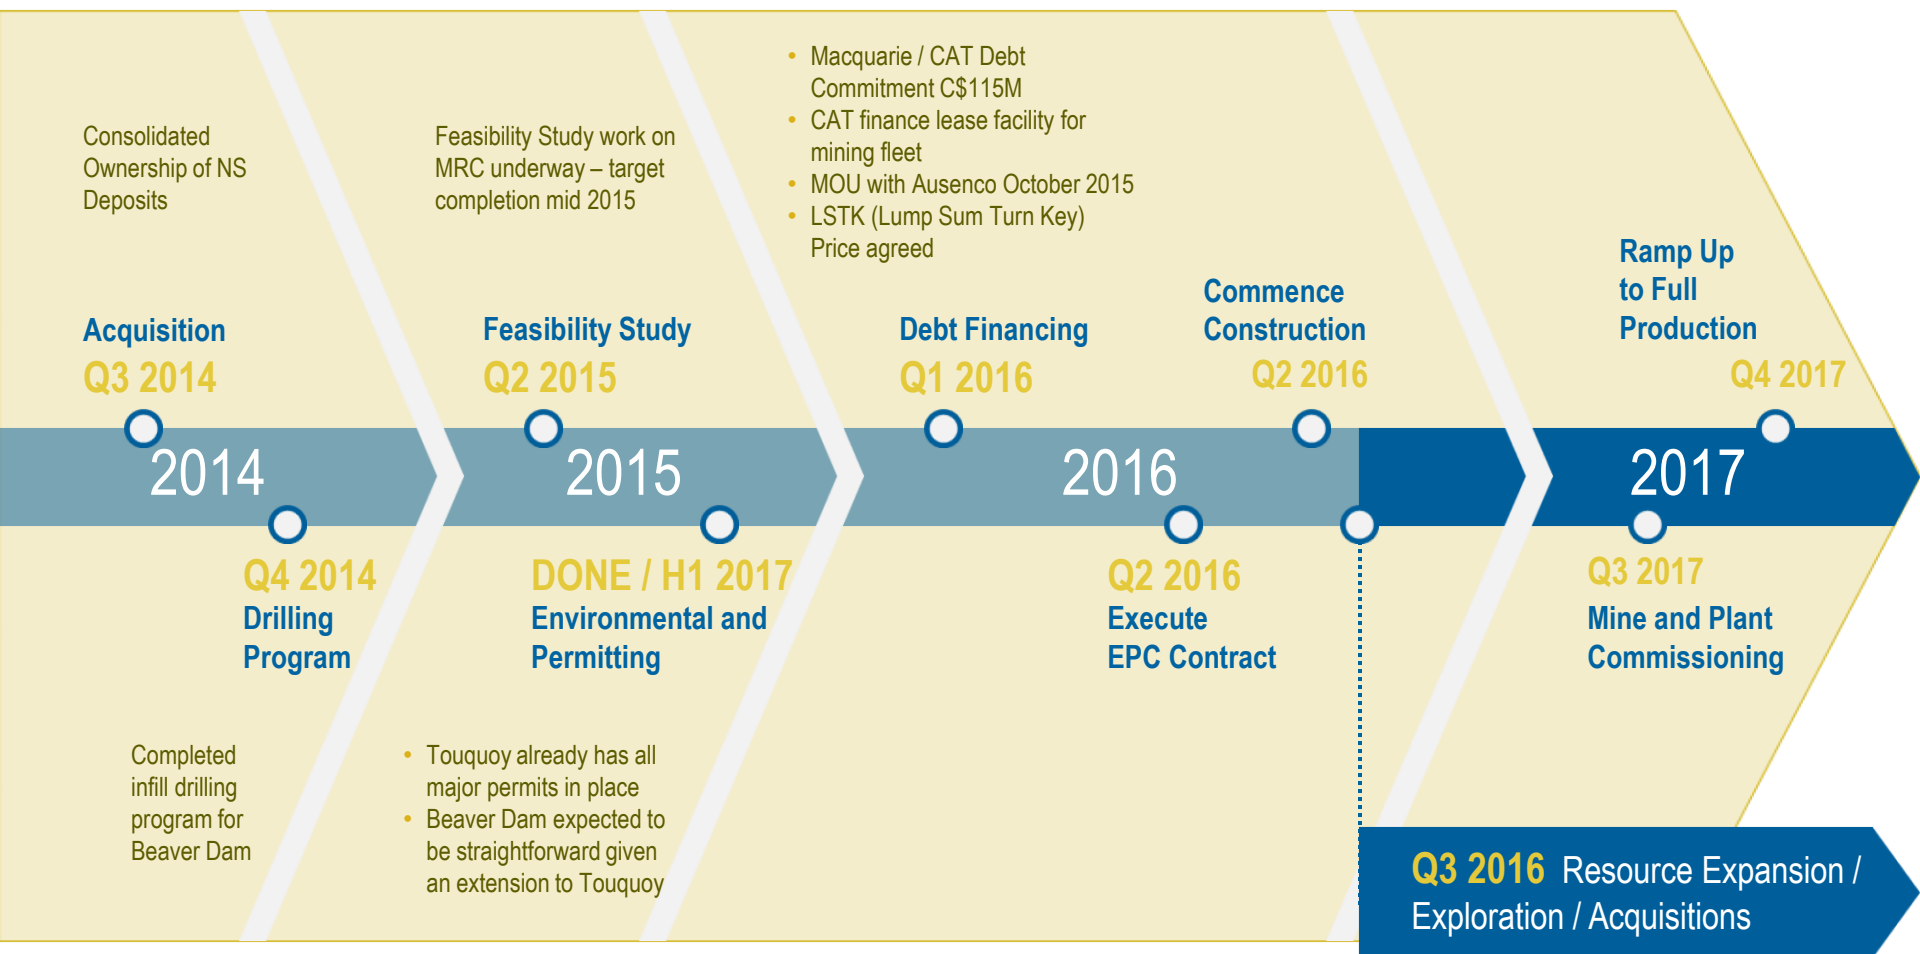 Consolidated
Ownership of NS
Deposits
Acquisition
Q3 2014
Feasibility Study work on
MRC underway – target
completion mid 2015
Feasibility Study
Q2 2015
• Macquarie / CAT Debt
Commitment C$115M
• CAT finance lease facility for
mining fleet
• MOU with Ausenco October 2015
• LSTK (Lump Sum Turn Key)
Price agreed
Debt Financing
Q1 2016
Commence
Construction
Q2 2016
Ramp Up
to Full
Production
Q4 2017
2014
2015
2016
2017
Q4 2014
Drilling
Program
Completed
infill drilling
program for
Beaver Dam
DONE / H1 2017
Environmental and
Permitting
• Touquoy already has all
major permits in place
• Beaver Dam expected to
be straightforward given
an extension to Touquoy
Q2 2016
Execute
EPC Contract
Q3 2017
Mine and Plant
Commissioning
Q3 2016 Resource Expansion /
Exploration / Acquisitions